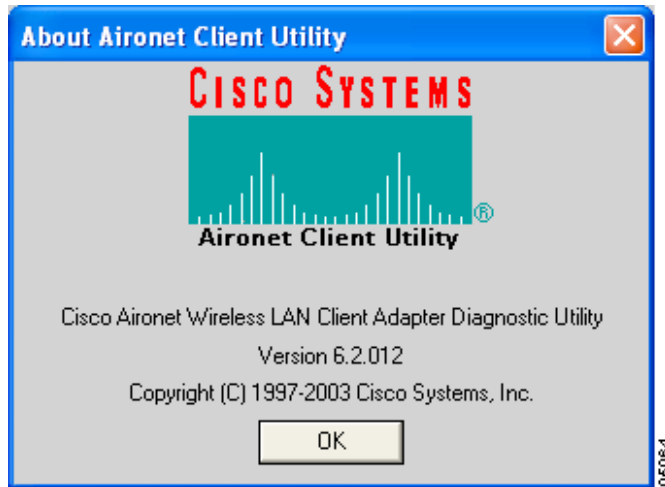 About Aironet Client Utility
CISCO SYSTEMS
®
Aironet Client Utility
Cisco Aironet Wireless LAN Client Adapter Diagnostic Utility
Version 6.2.012
Copyright (C) 1997-2003 Cisco Systems, Inc.
OK